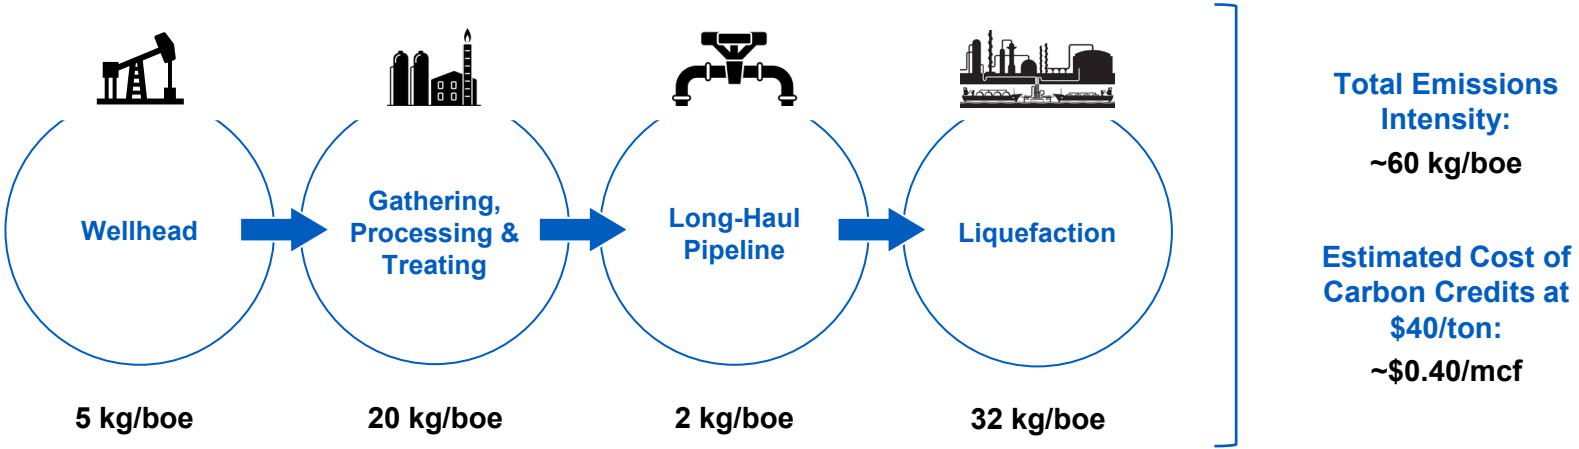 Wellhead
Gathering,
Processing &
Treating
Long-Haul
Pipeline
Liquefaction
5 kg/boe
20 kg/boe
2 kg/boe
32 kg/boe
Total Emissions
Intensity:
~60 kg/boe
Estimated Cost of
Carbon Credits at
$40/ton:
~$0.40/mcf